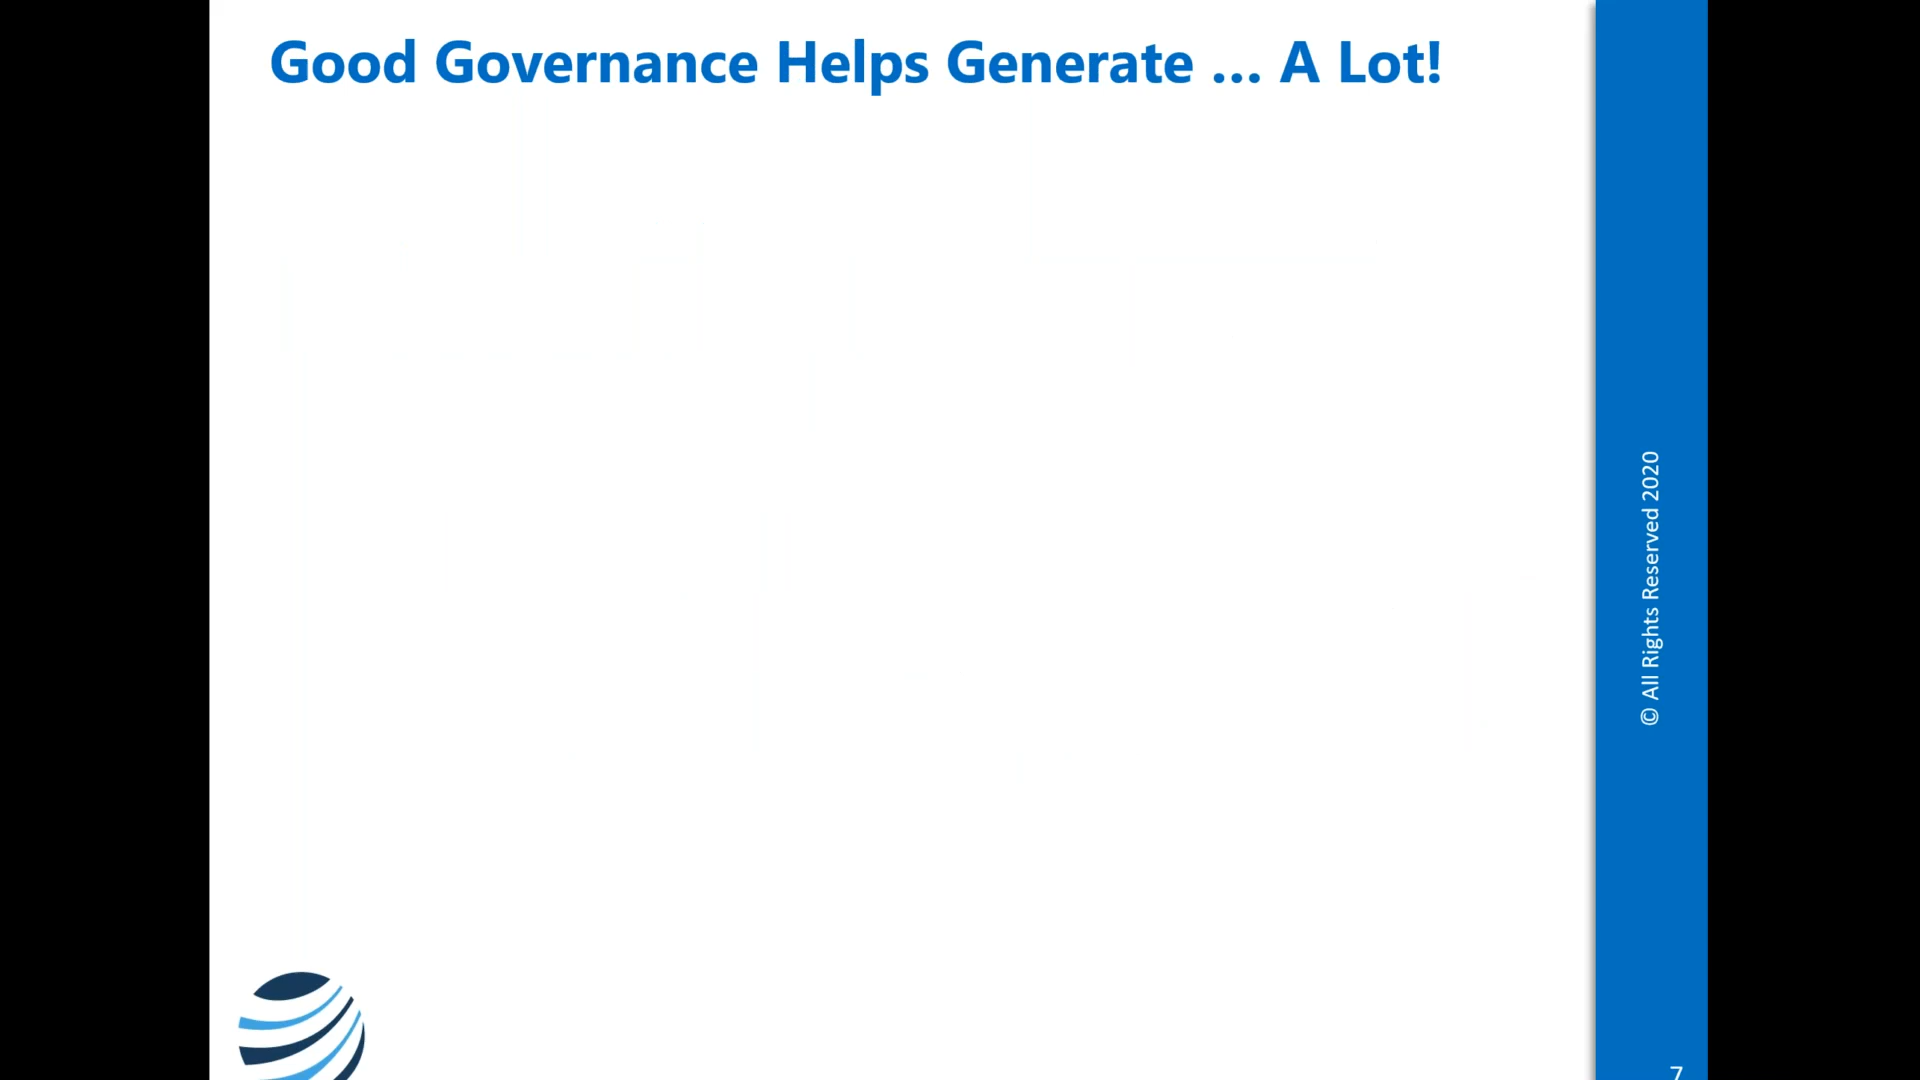 Good Governance Helps Generate ... A Lot!
© All Rights Reserved 2020
7